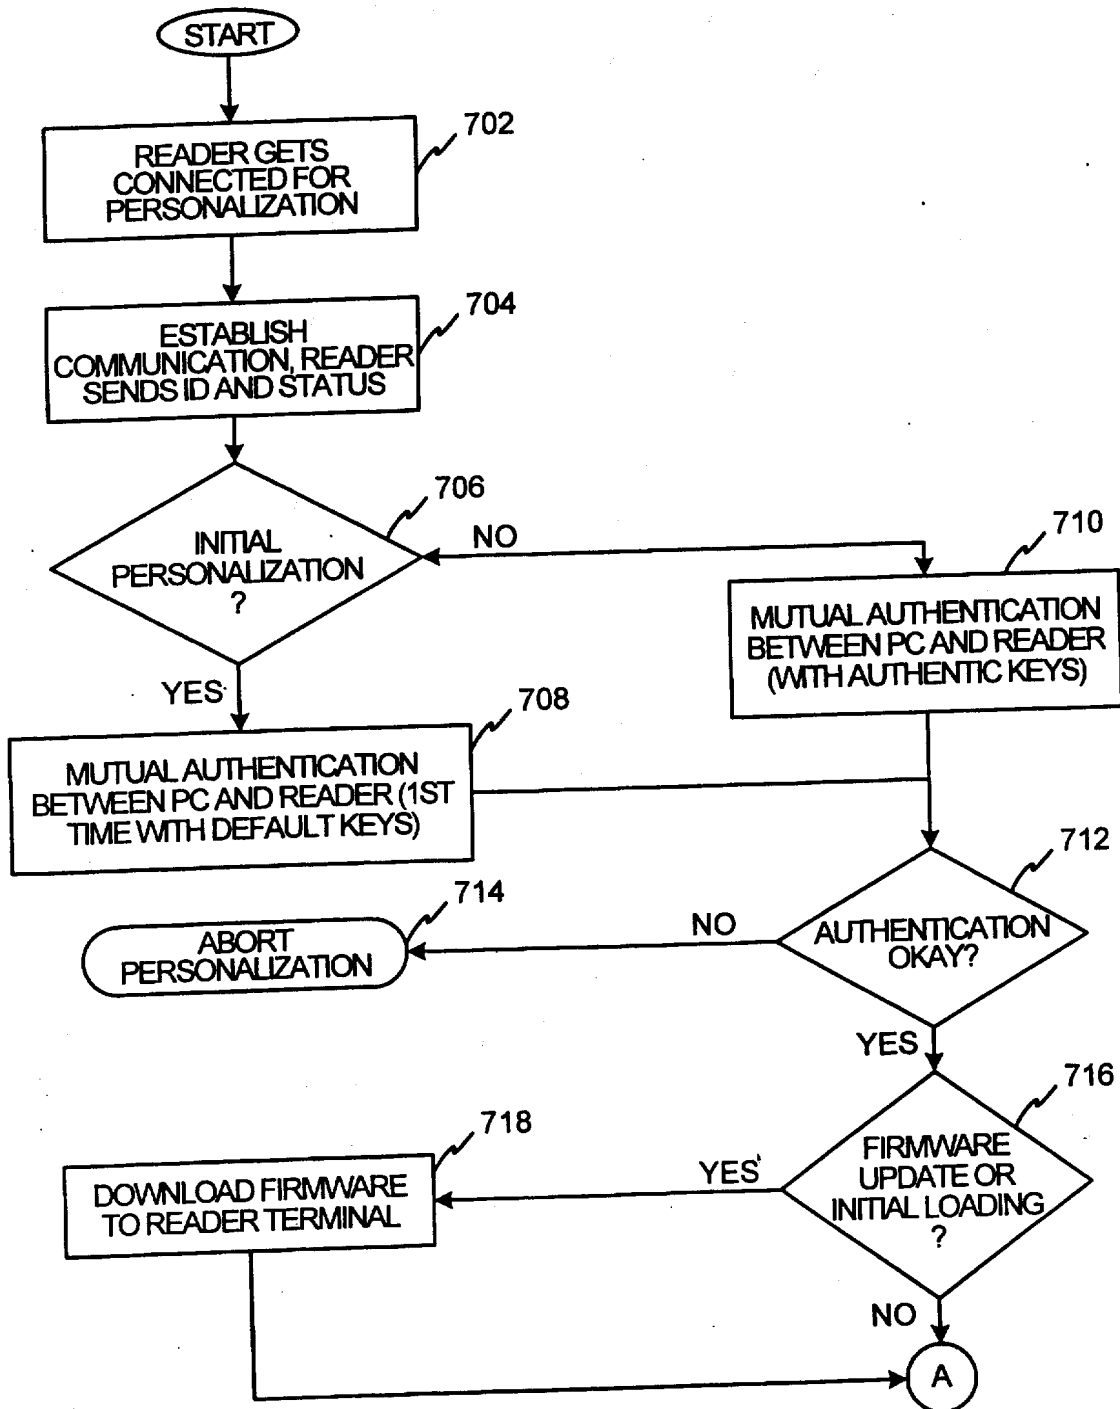 START
702
READER GETS
CONNECTED FOR
PERSONALIZATION
704
ESTABLISH
COMMUNICATION, READER
SENDS ID AND STATUS
706
INITIAL
PERSONALIZATION
?
NO
710
MUTUAL AUTHENTICATION
BETWEEN PC AND READER
(WITH AUTHENTIC KEYS)
YES
708
MUTUAL AUTHENTICATION
BETWEEN PC AND READER (1ST
TIME WITH DEFAULT KEYS)
712
AUTHENTICATION
OKAY?
NO
714
ABORT
PERSONALIZATION
YES
716
FIRMWARE
UPDATE OR
INITIAL LOADING
?
YES
718
DOWNLOAD FIRMWARE
TO READER TERMINAL
NO
A